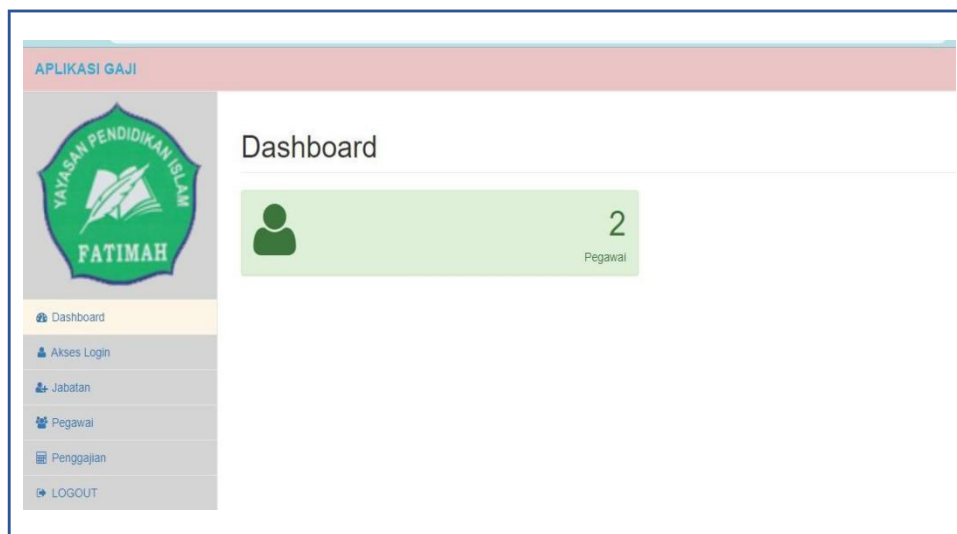 APLIKASI GAJI
YAYASAN PENDIDIKAN ISLAM
FATIMAH
Dashboard
2
Pegawai
Dashboard
Akses Login
Jabatan
Pegawai
Penggajian
LOGOUT